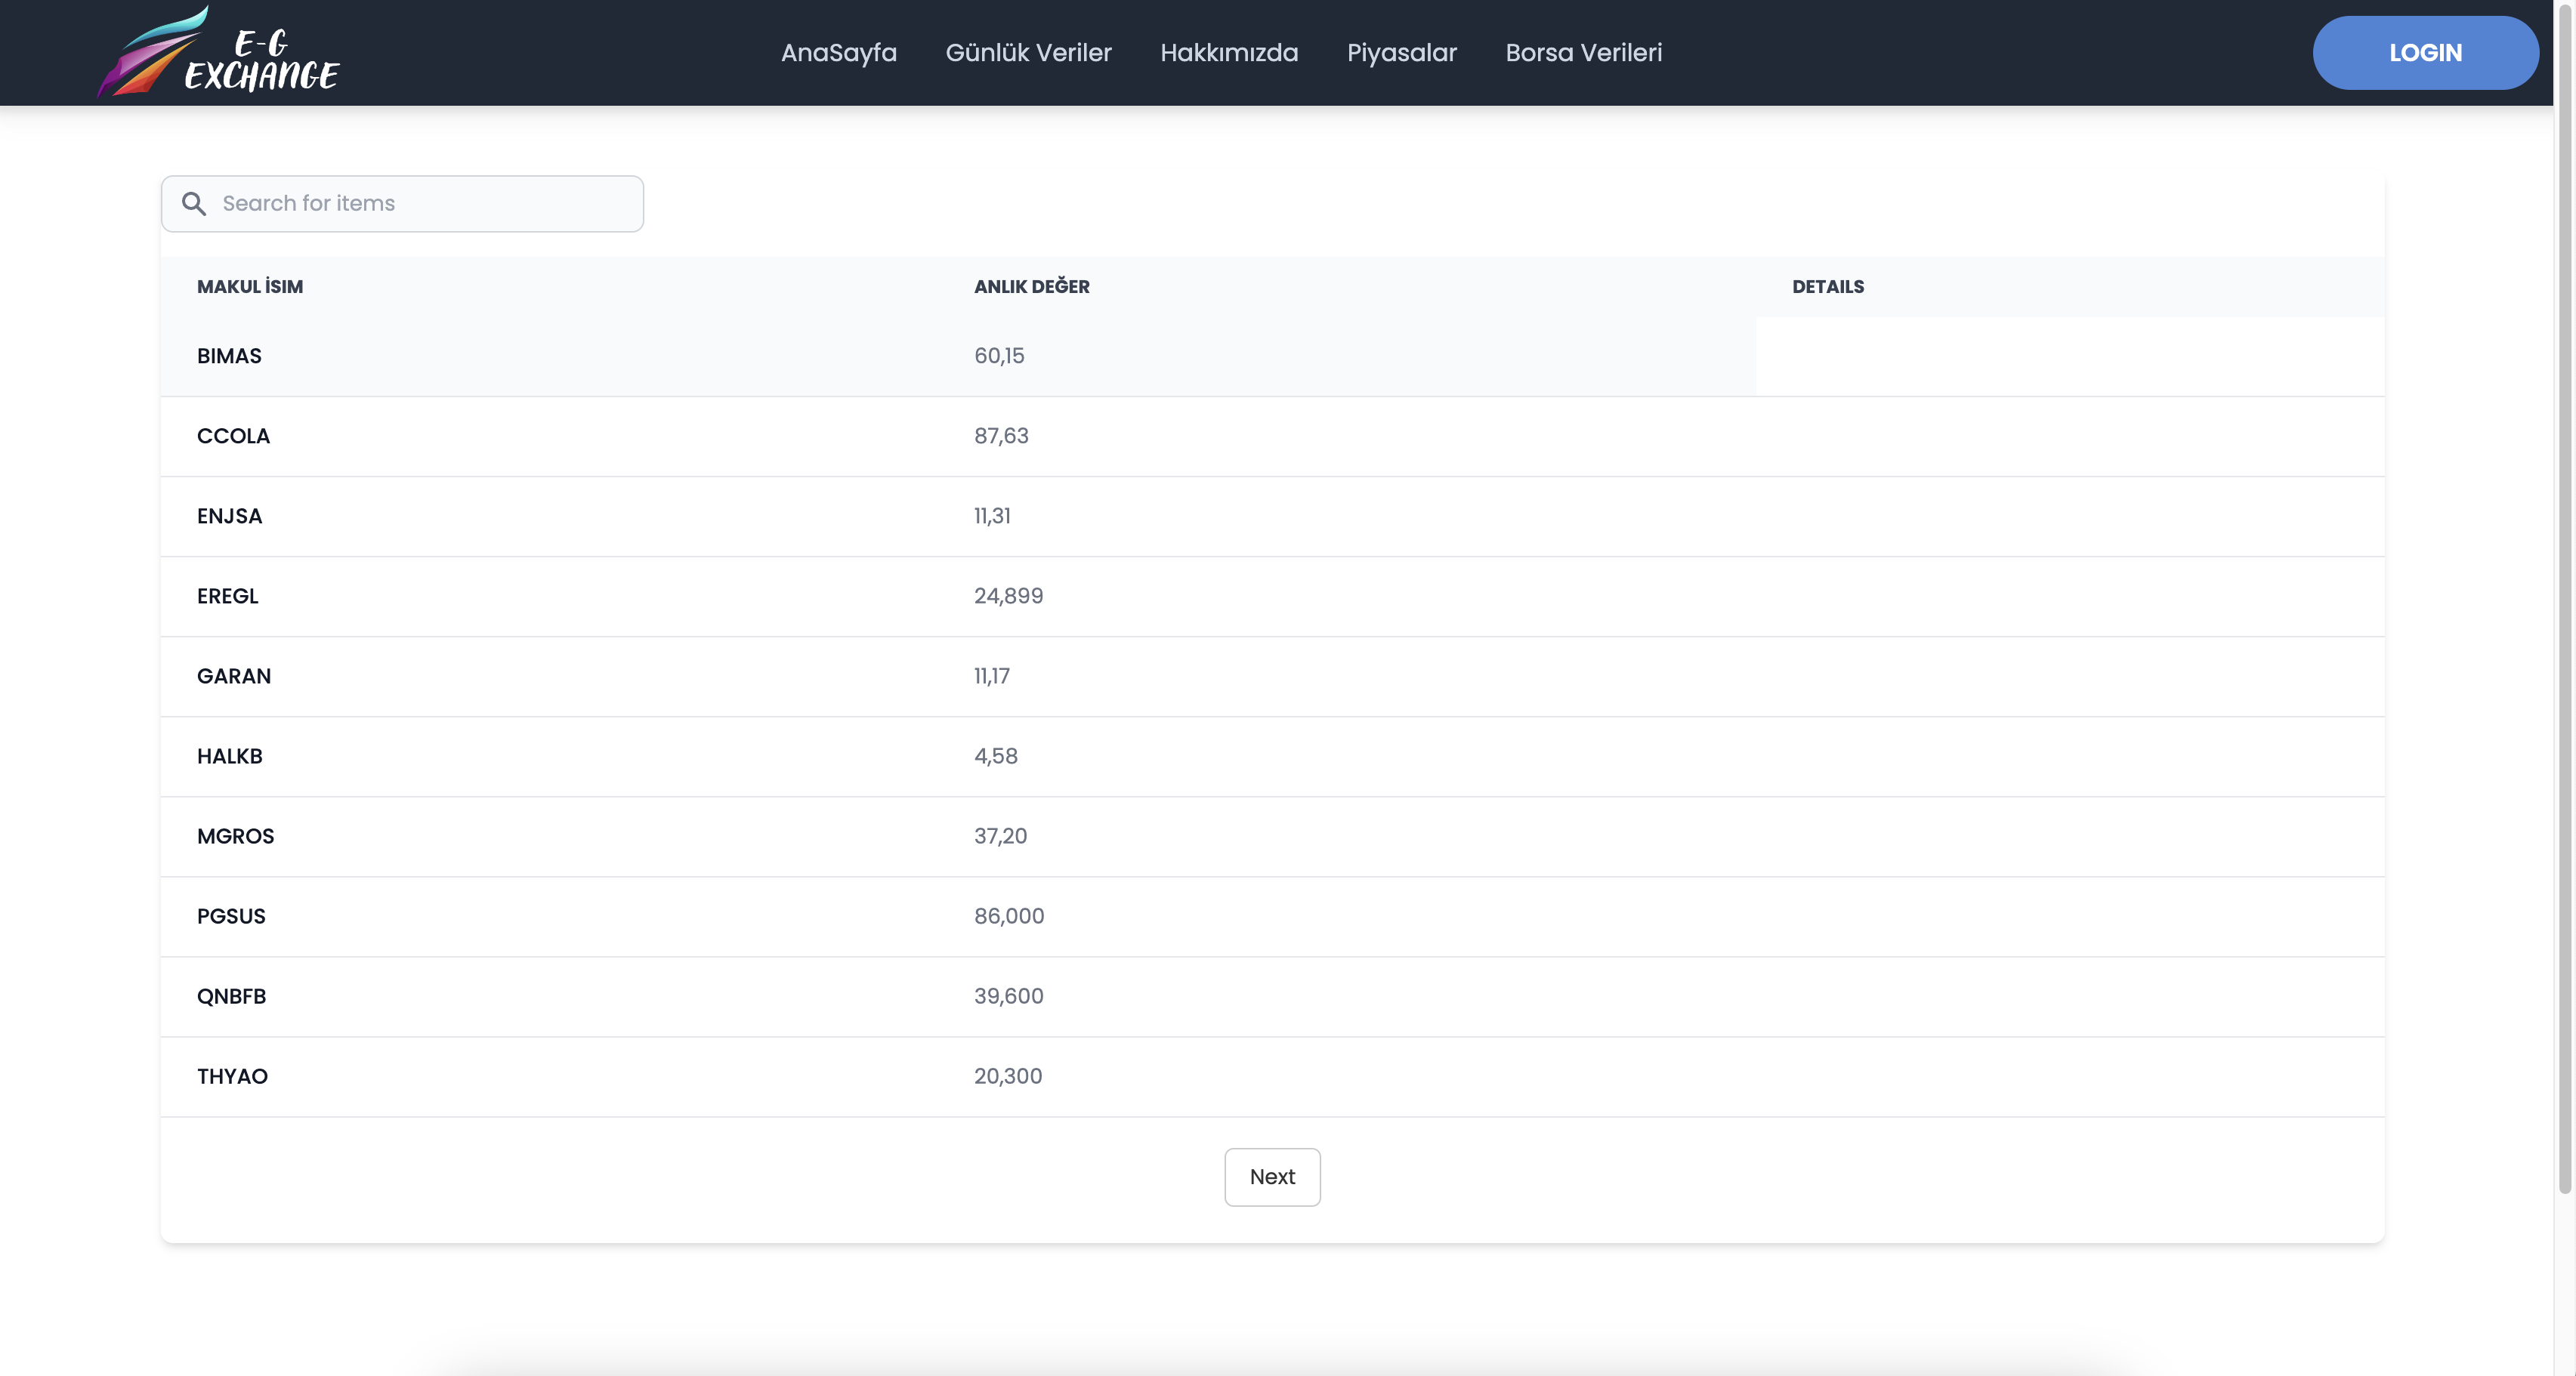 E-G
EXCHANGE
AnaSayfa Günlük Veriler Hakkımızda Piyasalar Borsa Verileri
LOGIN
Search for items
MAKUL İSIM ANLIK DEĞER DETAILS
BIMAS 60,15
CCOLA 87,63
ENJSA 11,31
EREGL 24,899
GARAN 11,17
HALKB 4,58
MGROS 37,20
PGSUS 86,000
QNBFB 39,600
THYAO 20,300
Next